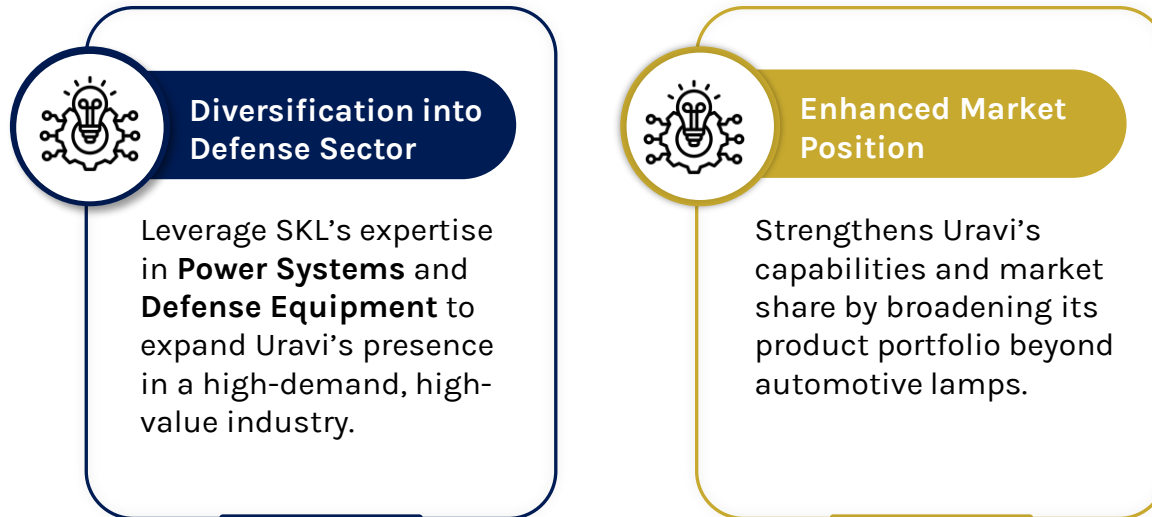 Diversification into
Defense Sector
Leverage SKL’s expertise
in Power Systems and
Defense Equipment to
expand Uravi’s presence
in a high-demand, high-
value industry.
Enhanced Market
Position
Strengthens Uravi’s
capabilities and market
share by broadening its
product portfolio beyond
automotive lamps.